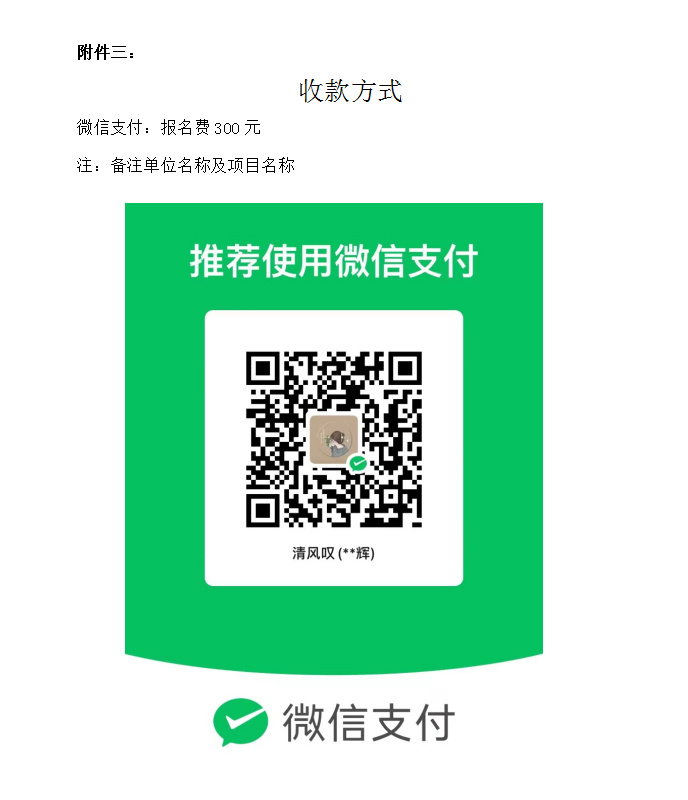 附件三：
收款方式
微信支付：报名费 300 元
注：备注单位名称及项目名称
推荐使用微信支付
清风叹 (**辉)
微信支付